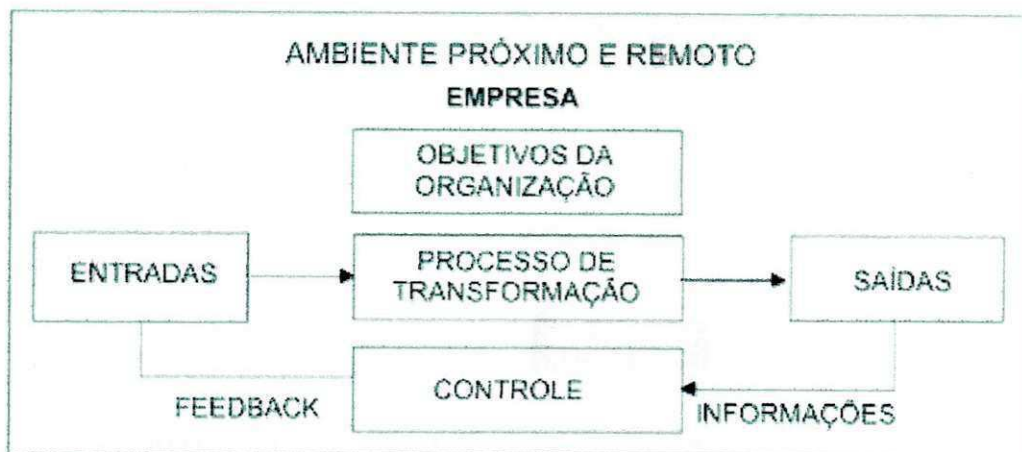 AMBIENTE PRÓXIMO E REMOTO
EMPRESA
OBJETIVOS DA
ORGANIZAÇÃO
ENTRADAS
PROCESSO DE
TRANSFORMAÇÃO
SAÍDAS
CONTROLE
FEEDBACK
INFORMAÇÕES